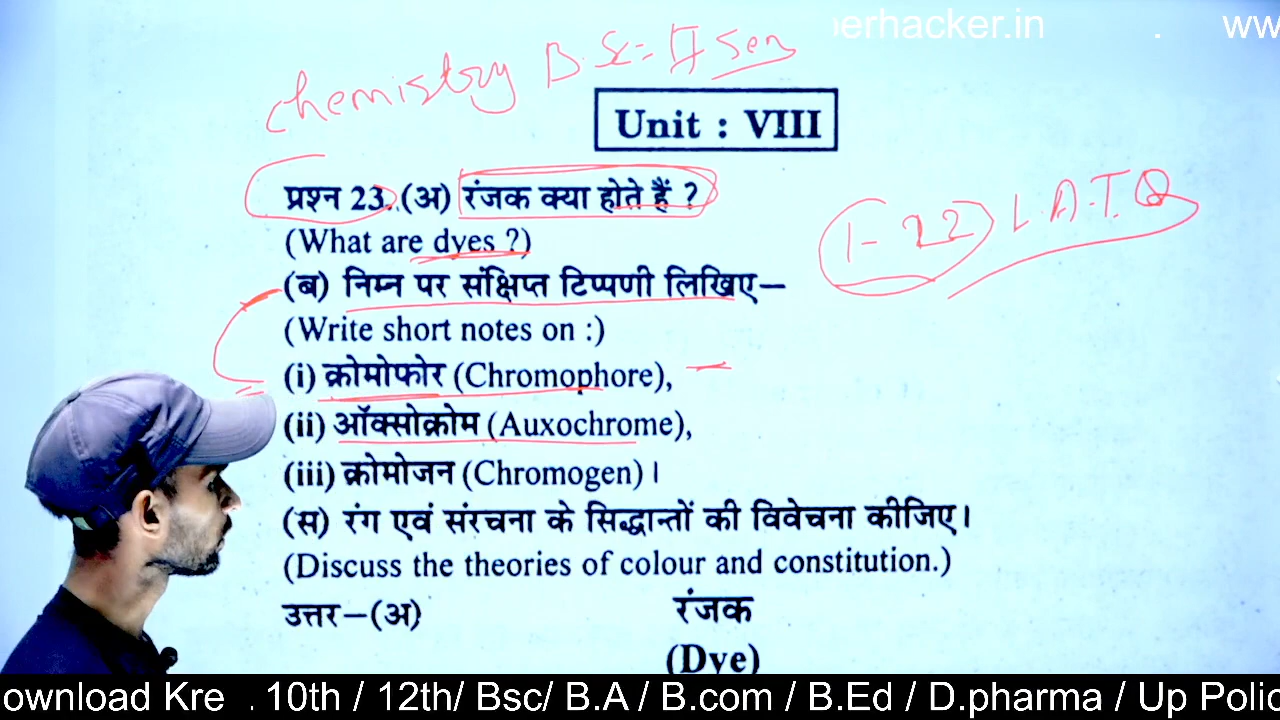 erhacker.in . ww
chemistry B.Sc= II Sem
Unit : VIII
प्रश्न 23. (अ) रंजक क्या होते हैं ?
(What are dyes ?)
1-22) L.A.T.Q
(ब) निम्न पर संक्षिप्त टिप्पणी लिखिए—
(Write short notes on :)
(i) क्रोमोफोर (Chromophore),
(ii) ऑक्सोक्रोम (Auxochrome),
(iii) क्रोमोजन (Chromogen) ।
(स) रंग एवं संरचना के सिद्धान्तों की विवेचना कीजिए।
(Discuss the theories of colour and constitution.)
उत्तर—(अ) रंजक
(Dye)
ownload Kre . 10th / 12th/ Bsc/ B.A / B.com / B.Ed / D.pharma / Up Polic